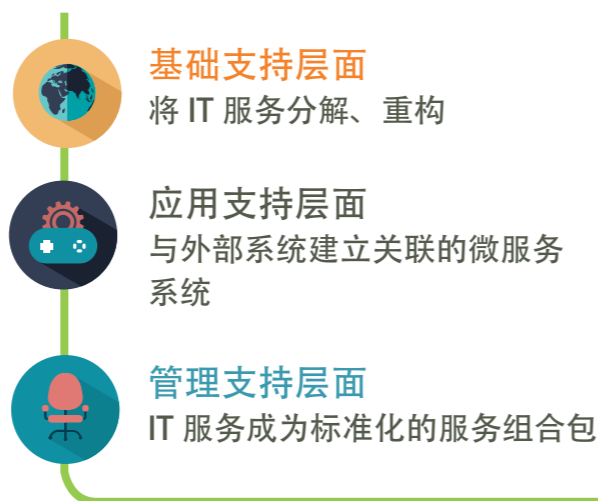 基础支持层面
将 IT 服务分解、重构
应用支持层面
与外部系统建立关联的微服务
系统
管理支持层面
IT 服务成为标准化的服务组合包